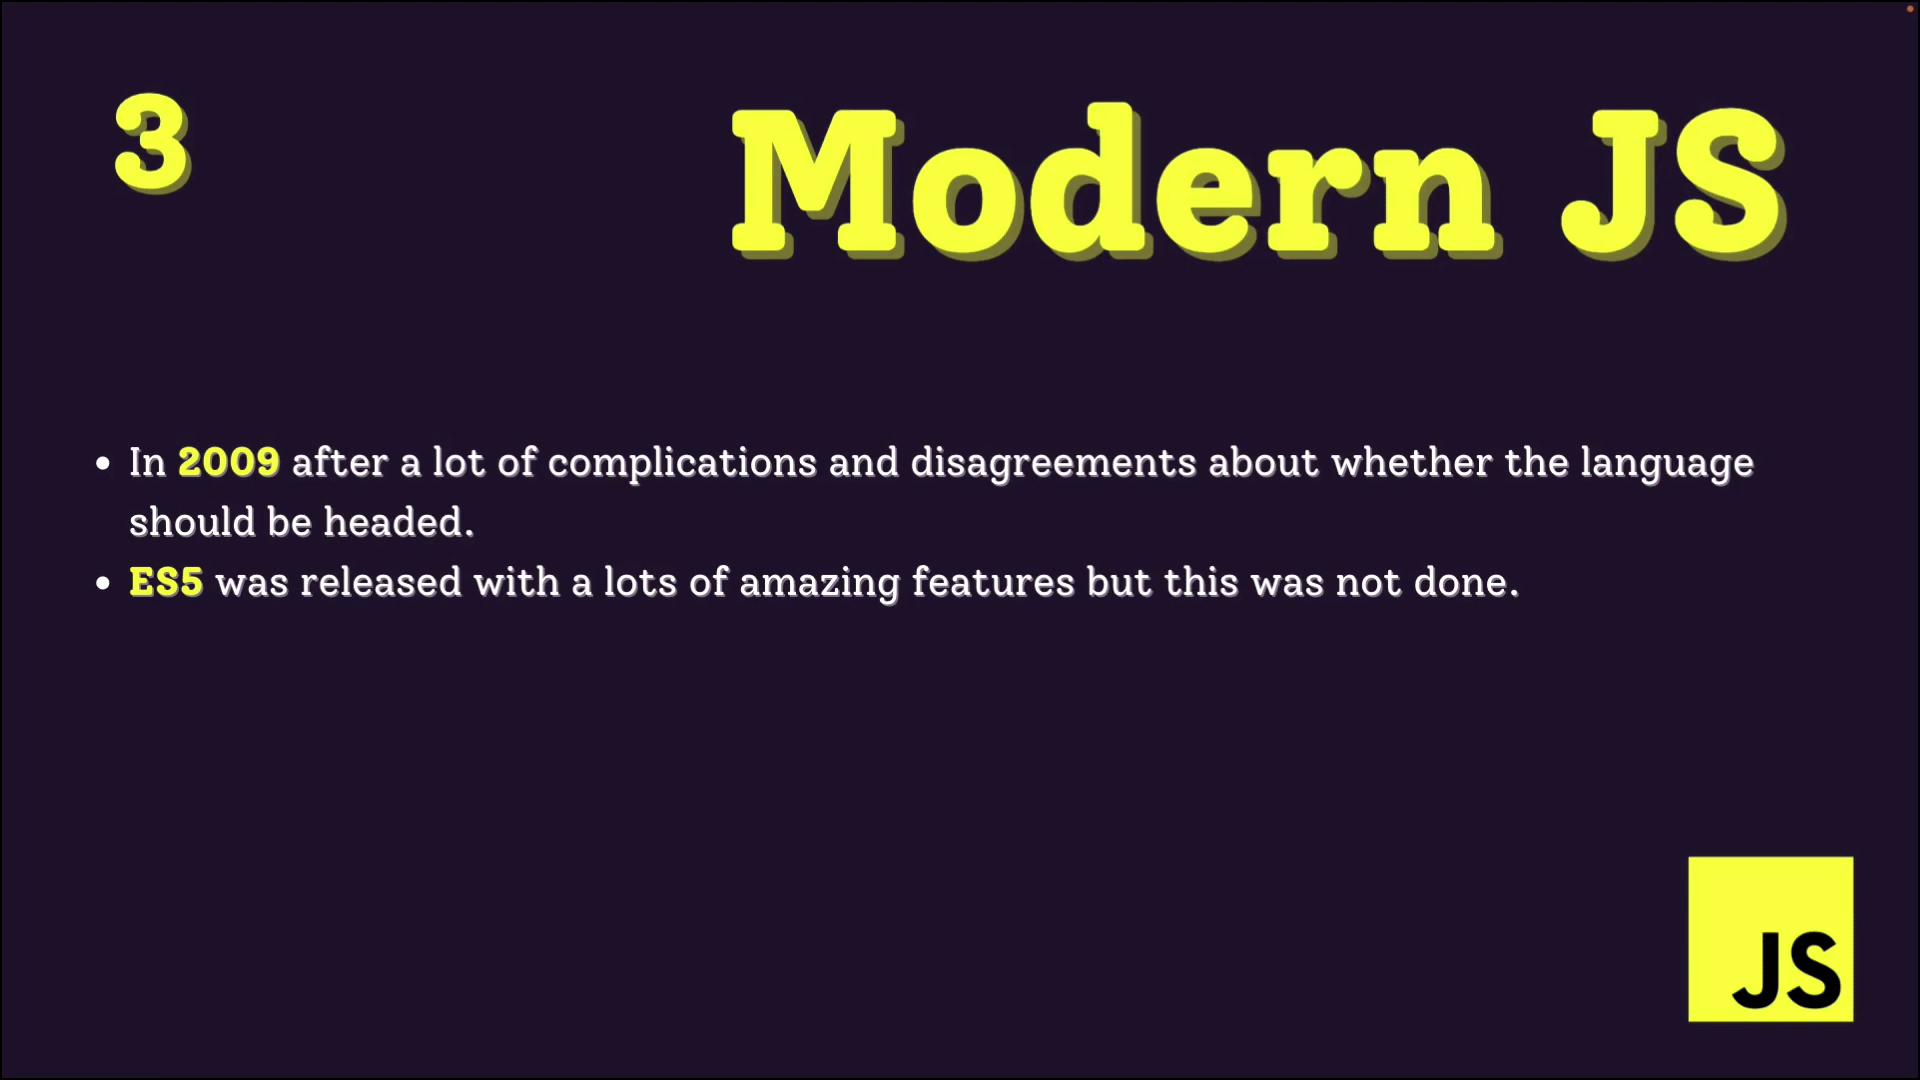 3
Modern JS
• In 2009 after a lot of complications and disagreements about whether the language
should be headed.
• ES5 was released with a lots of amazing features but this was not done.
JS